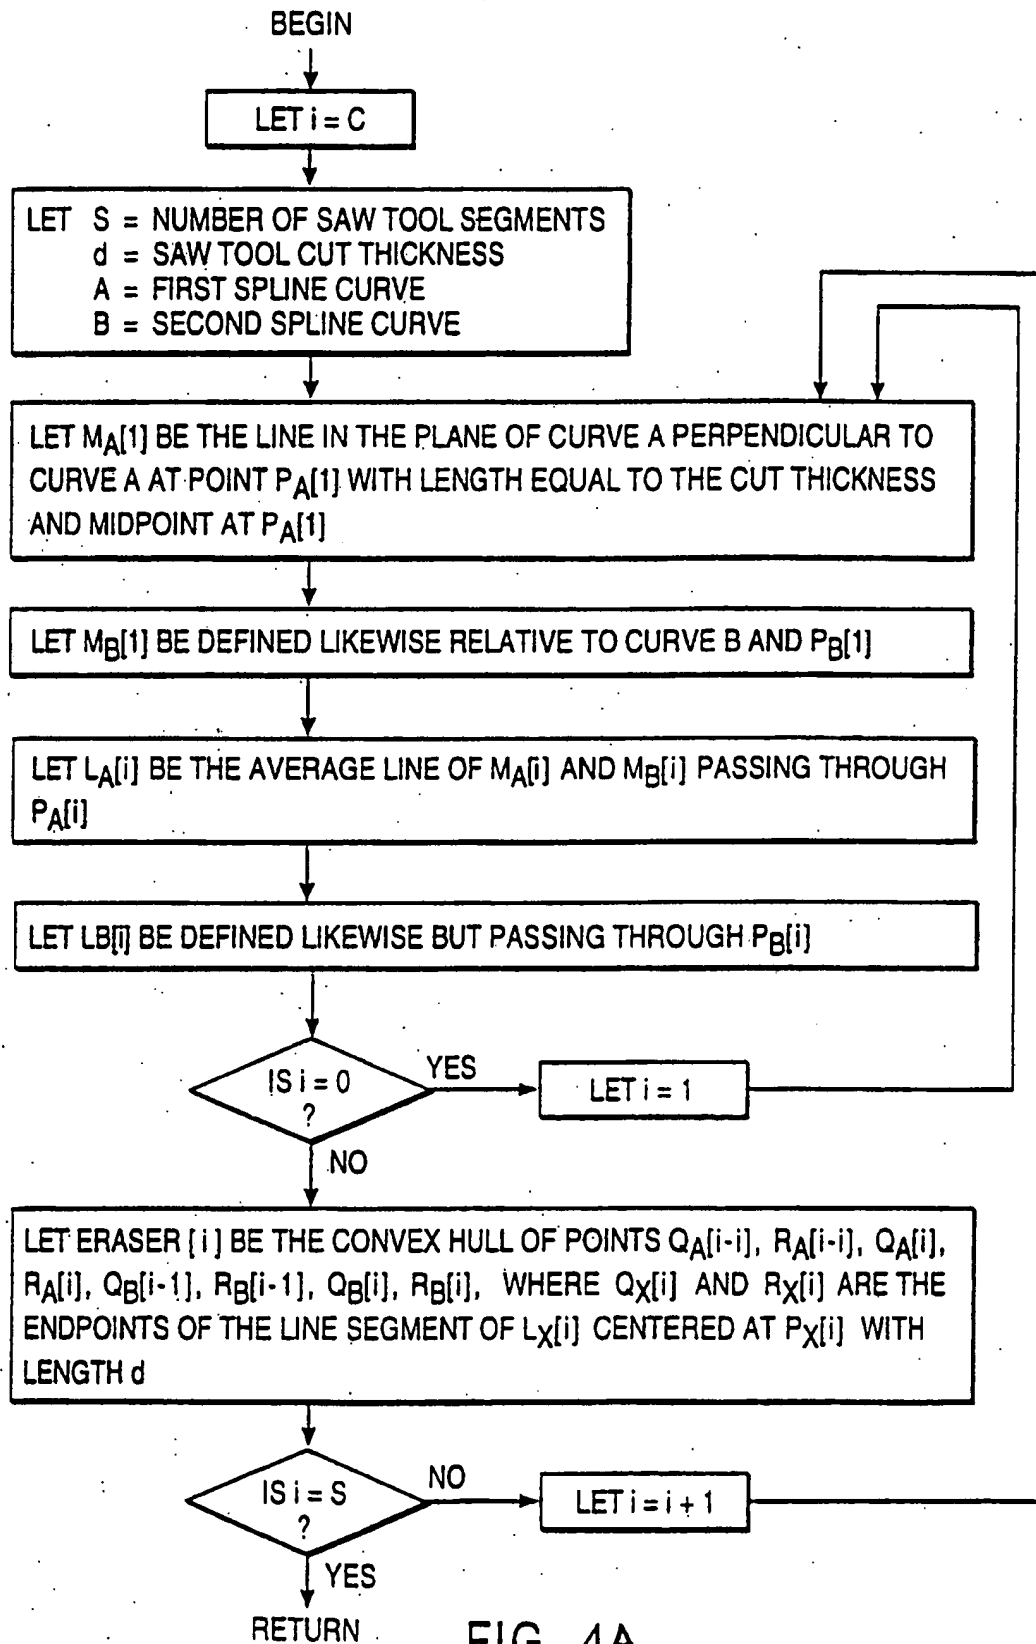 BEGIN
LET i = C
LET S = NUMBER OF SAW TOOL SEGMENTS
d = SAW TOOL CUT THICKNESS
A = FIRST SPLINE CURVE
B = SECOND SPLINE CURVE
LET MA[1] BE THE LINE IN THE PLANE OF CURVE A PERPENDICULAR TO
CURVE A AT POINT PA[1] WITH LENGTH EQUAL TO THE CUT THICKNESS
AND MIDPOINT AT PA[1]
LET MB[1] BE DEFINED LIKEWISE RELATIVE TO CURVE B AND PB[1]
LET LA[i] BE THE AVERAGE LINE OF MA[i] AND MB[i] PASSING THROUGH
PA[i]
LET LB[i] BE DEFINED LIKEWISE BUT PASSING THROUGH PB[i]
IS i = 0
?
YES
LET i = 1
NO
LET ERASER [i] BE THE CONVEX HULL OF POINTS QA[i-i], RA[i-i], QA[i],
RA[i], QB[i-1], RB[i-1], QB[i], RB[i], WHERE QX[i] AND RX[i] ARE THE
ENDPOINTS OF THE LINE SEGMENT OF LX[i] CENTERED AT PX[i] WITH
LENGTH d
IS i = S
?
NO
LET i = i + 1
YES
RETURN
FIG. 4A